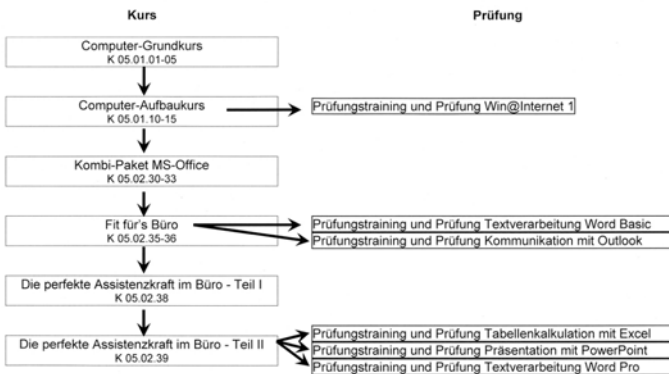 Kurs
Prüfung
Computer-Grundkurs
K 05.01.01-05
Computer-Aufbaukurs
K 05.01.10-15
Prüfungstraining und Prüfung Win@Internet 1
Kombi-Paket MS-Office
K 05.02.30-33
Fit für's Büro
K 05.02.35-36
Prüfungstraining und Prüfung Textverarbeitung Word Basic
Prüfungstraining und Prüfung Kommunikation mit Outlook
Die perfekte Assistenzkraft im Büro - Teil I
K 05.02.38
Die perfekte Assistenzkraft im Büro - Teil II
K 05.02.39
Prüfungstraining und Prüfung Tabellenkalkulation mit Excel
Prüfungstraining und Prüfung Präsentation mit PowerPoint
Prüfungstraining und Prüfung Textverarbeitung Word Pro